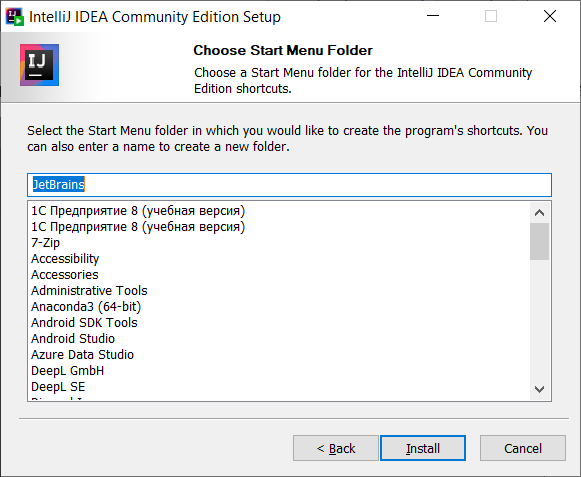 IntelliJ IDEA Community Edition Setup
IJ
Choose Start Menu Folder
Choose a Start Menu folder for the IntelliJ IDEA Community
Edition shortcuts.
Select the Start Menu folder in which you would like to create the program's shortcuts. You
can also enter a name to create a new folder.
JetBrains
1С Предприятие 8 (учебная версия)
1С Предприятие 8 (учебная версия)
7-Zip
Accessibility
Accessories
Administrative Tools
Anaconda3 (64-bit)
Android SDK Tools
Android Studio
Azure Data Studio
DeepL GmbH
DeepL SE
< Back
Install
Cancel